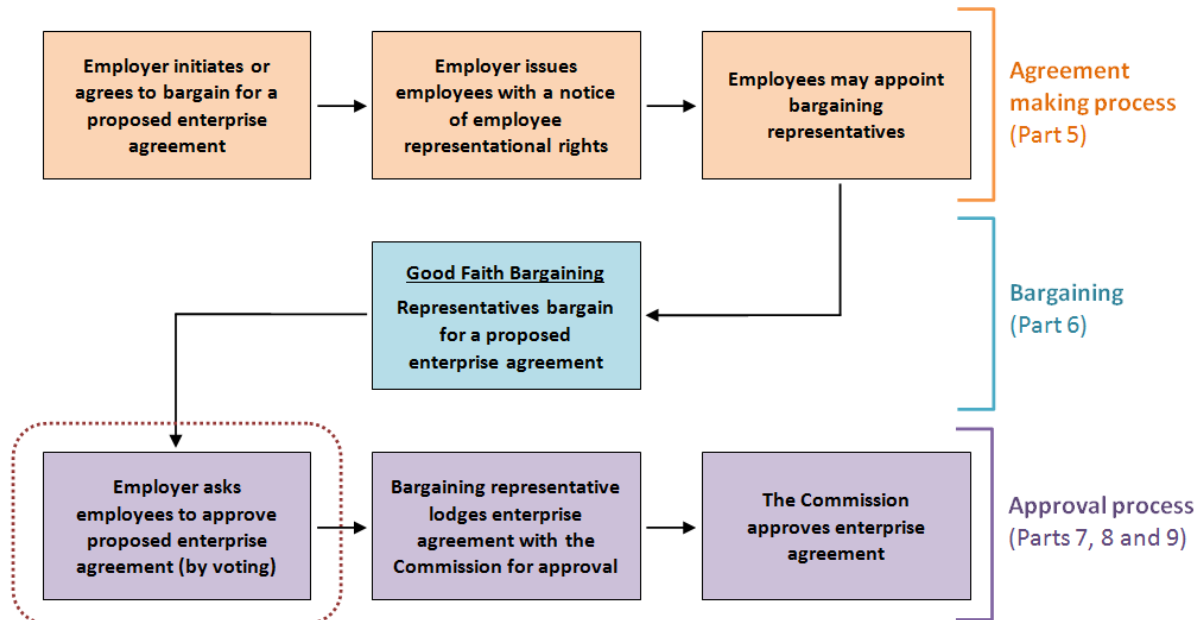 Employer initiates or
agrees to bargain for a
proposed enterprise
agreement
Employer issues
employees with a notice
of employee
representational rights
Employees may appoint
bargaining
representatives
Agreement
making process
(Part 5)
Good Faith Bargaining
Representatives bargain
for a proposed
enterprise agreement
Bargaining
(Part 6)
Employer asks
employees to approve
proposed enterprise
agreement (by voting)
Bargaining representative
lodges enterprise
agreement with the
Commission for approval
The Commission
approves enterprise
agreement
Approval process
(Parts 7, 8 and 9)